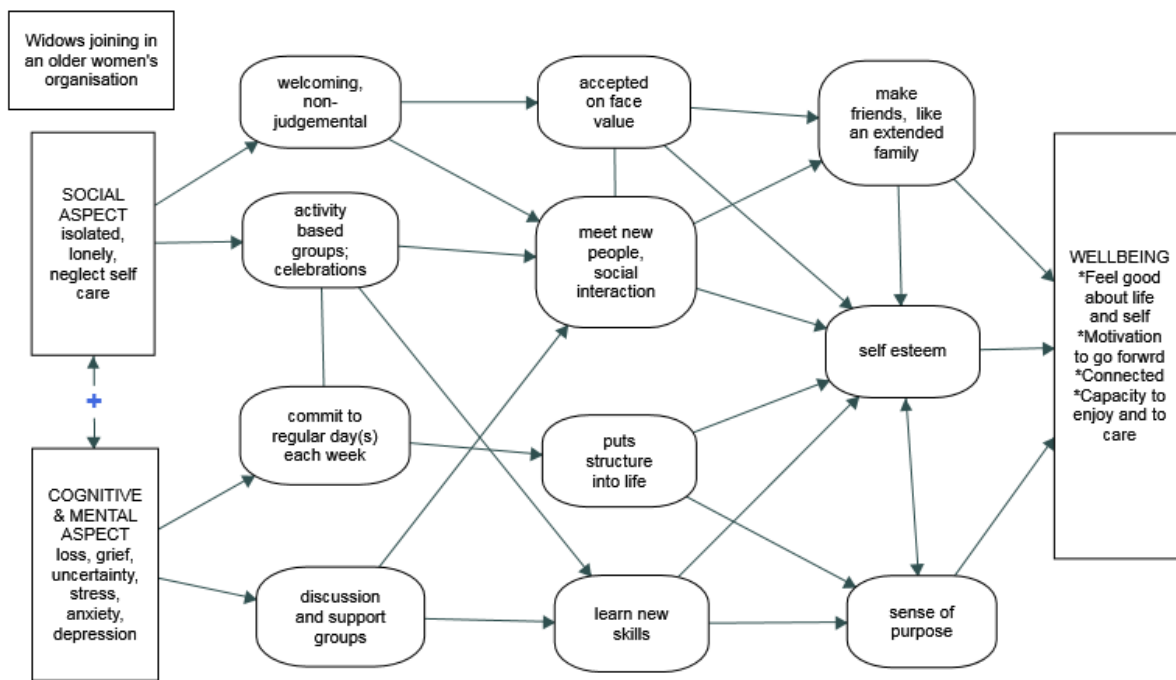 Widows joining in
an older women's
organisation
welcoming,
non-
judgemental
accepted
on face
value
make
friends, like
an extended
family
SOCIAL
ASPECT
isolated,
lonely,
neglect self
care
activity
based
groups;
celebrations
meet new
people,
social
interaction
WELLBEING
*Feel good
about life
and self
*Motivation
to go forwrd
*Connected
*Capacity to
enjoy and to
care
self esteem
+
commit to
regular day(s)
each week
puts
structure
into life
COGNITIVE
& MENTAL
ASPECT
loss, grief,
uncertainty,
stress,
anxiety,
depression
discussion
and support
groups
learn new
skills
sense of
purpose